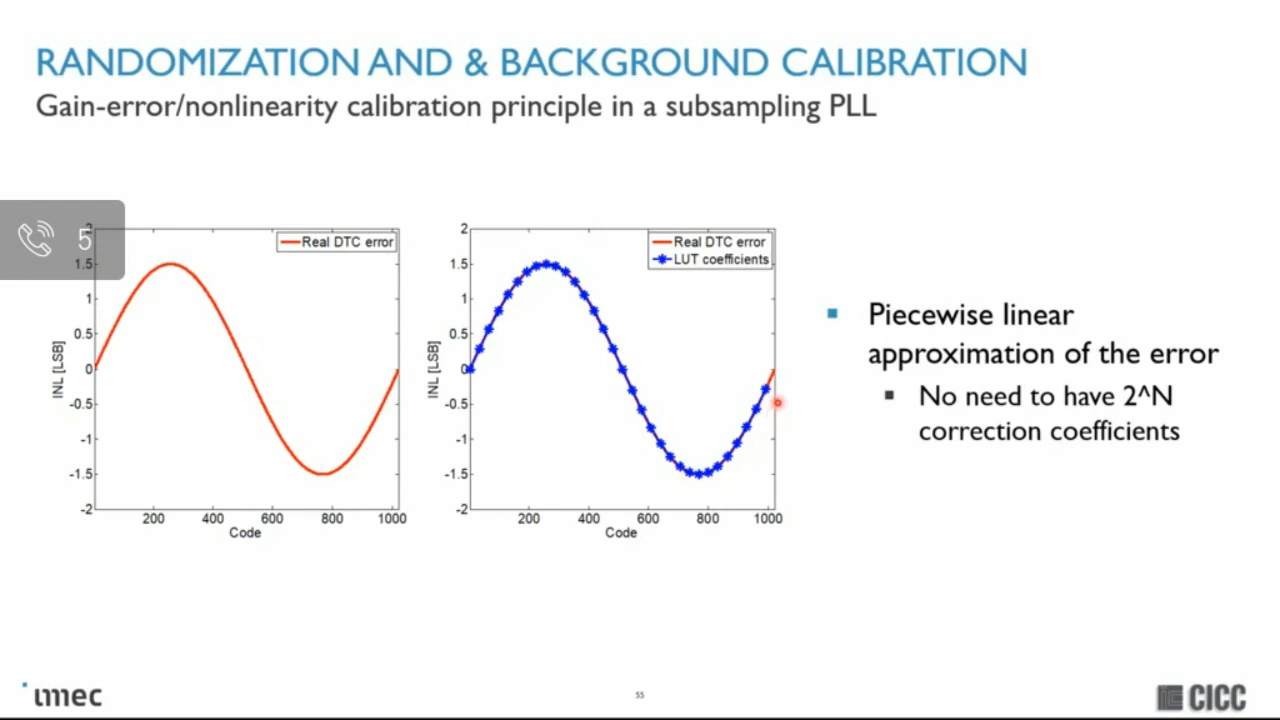 RANDOMIZATION AND & BACKGROUND CALIBRATION
Gain-error/nonlinearity calibration principle in a subsampling PLL
5
2
1.5
1
0.5
0
-0.5
-1
-1.5
-2
INL [LSB]
200 400 600 800 1000
Code
Real DTC error
2
1.5
1
0.5
0
-0.5
-1
-1.5
-2
INL [LSB]
200 400 600 800 1000
Code
Real DTC error
LUT coefficients
Piecewise linear
approximation of the error
No need to have 2^N
correction coefficients
imec
55
CICC